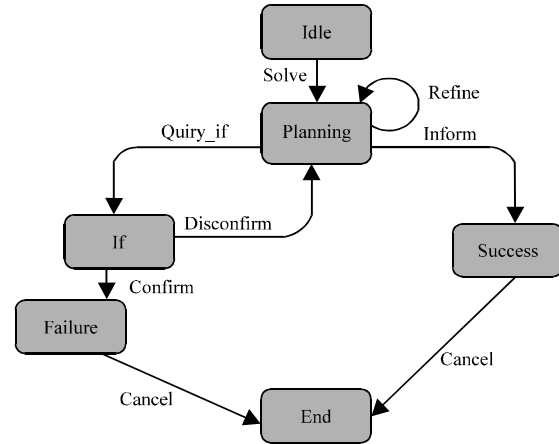 Idle
Solve
Refine
Planning
Quiry_if
Inform
Disconfirm
If
Success
Confirm
Failure
Cancel
Cancel
End